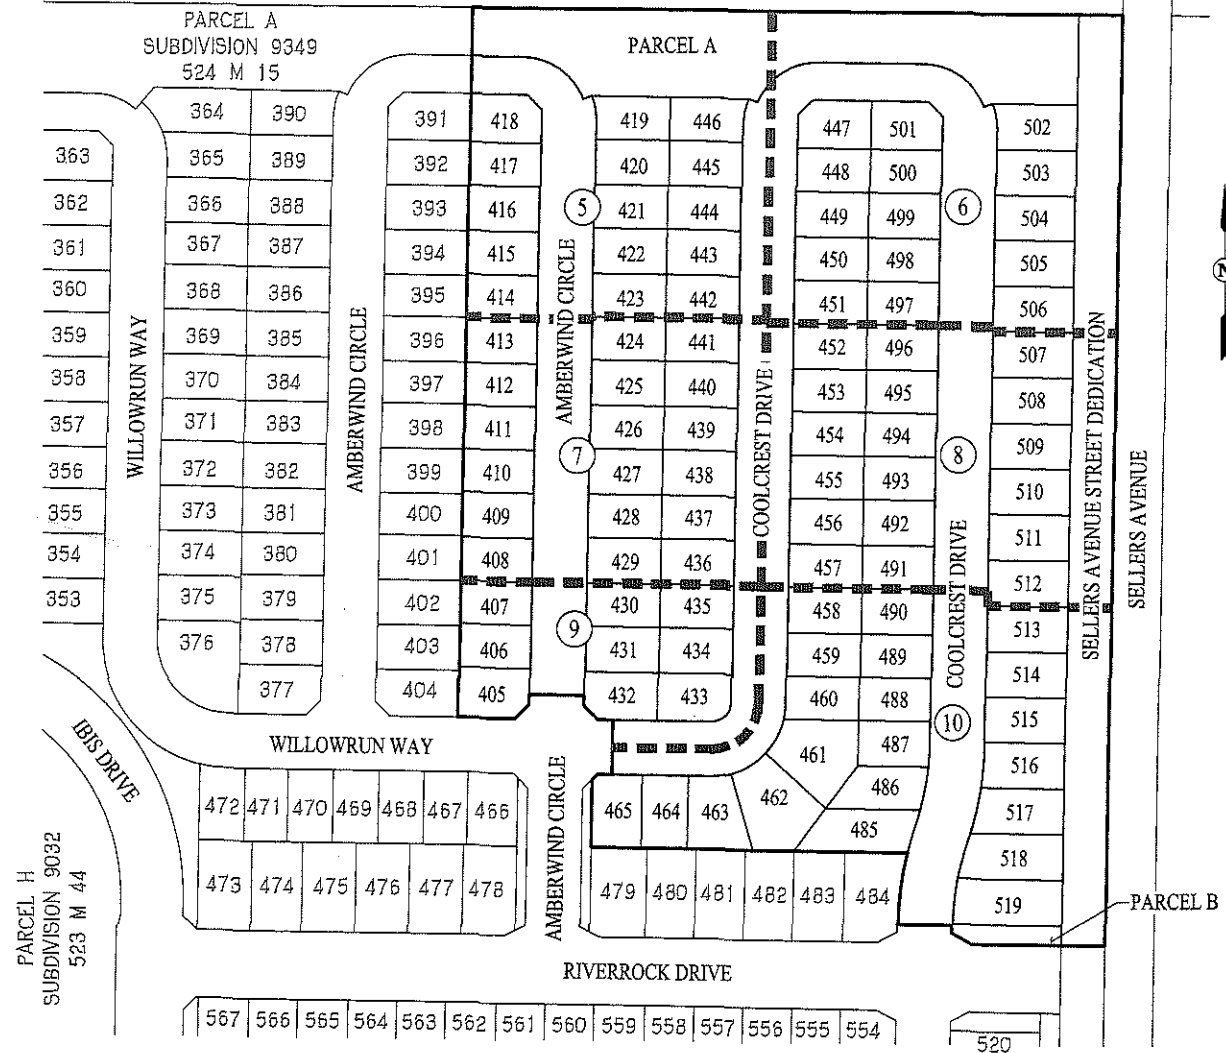 PARCEL A
SUBDIVISION 9349
524 M 15
PARCEL A
364 390 391 418 419 446 447 501 502
363 365 389 392 417 420 445 448 500 503
362 366 388 393 416 5 421 444 449 499 6 504
361 367 387 394 415 422 443 450 498 505
360 368 386 395 414 423 442 451 497 506
359 369 385 396 413 424 441 452 496 507
358 370 384 397 412 425 440 453 495 508
357 371 383 398 411 426 439 454 494 509
356 372 382 399 410 7 427 438 455 493 8 510
355 373 381 400 409 428 437 456 492 511
354 374 380 401 408 429 436 457 491 512
353 375 379 402 407 9 430 435 458 490 513
376 378 403 406 431 434 459 489 514
377 404 405 432 433 460 488 10 515
461 487 516
462 486 517
485 518
519
WILLOWRUN WAY
AMBERWIND CIRCLE
AMBERWIND CIRCLE
COOLCREST DRIVE
COOLCREST DRIVE
SELLERS AVENUE STREET DEDICATION
SELLERS AVENUE
N
IBIS DRIVE
WILLOWRUN WAY
AMBERWIND CIRCLE
472 471 470 469 468 467 466 465 464 463
473 474 475 476 477 478 479 480 481 482 483 484
PARCEL B
PARCEL H
SUBDIVISION 9032
523 M 44
RIVERROCK DRIVE
567 566 565 564 563 562 561 560 559 558 557 556 555 554
520